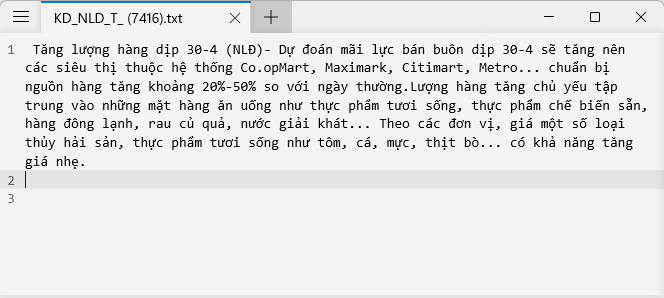 KD_NLD_T_ (7416).txt
1 Tăng lượng hàng dịp 30-4 (NLĐ)- Dự đoán mãi lực bán buôn dịp 30-4 sẽ tăng nên
các siêu thị thuộc hệ thống Co.opMart, Maximark, Citimart, Metro... chuẩn bị
nguồn hàng tăng khoảng 20%-50% so với ngày thường.Lượng hàng tăng chủ yếu tập
trung vào những mặt hàng ăn uống như thực phẩm tươi sống, thực phẩm chế biến sẵn,
hàng đông lạnh, rau củ quả, nước giải khát... Theo các đơn vị, giá một số loại
thủy hải sản, thực phẩm tươi sống như tôm, cá, mực, thịt bò... có khả năng tăng
giá nhẹ.
2
3